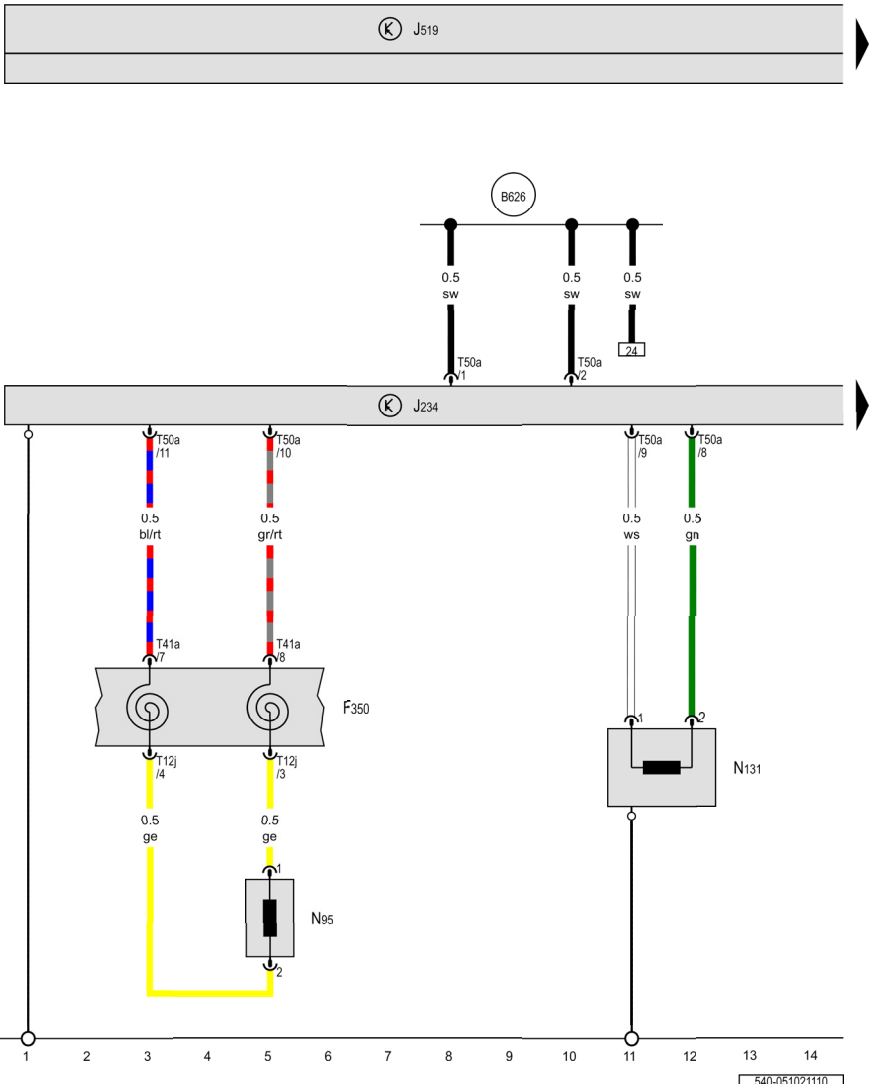 K J519
B626
0.5 0.5 0.5
sw sw sw
24
T50a T50a
/1 /2
K J234
T50a T50a T50a T50a
/11 /10 /9 /8
0.5 0.5 0.5 0.5
bl/rt gr/rt ws gn
T41a T41a
/7 /8
F350
1 2
T12j T12j
/4 /3
N131
0.5 0.5
ge ge
1
N95
2
1 2 3 4 5 6 7 8 9 10 11 12 13 14
540-051021110